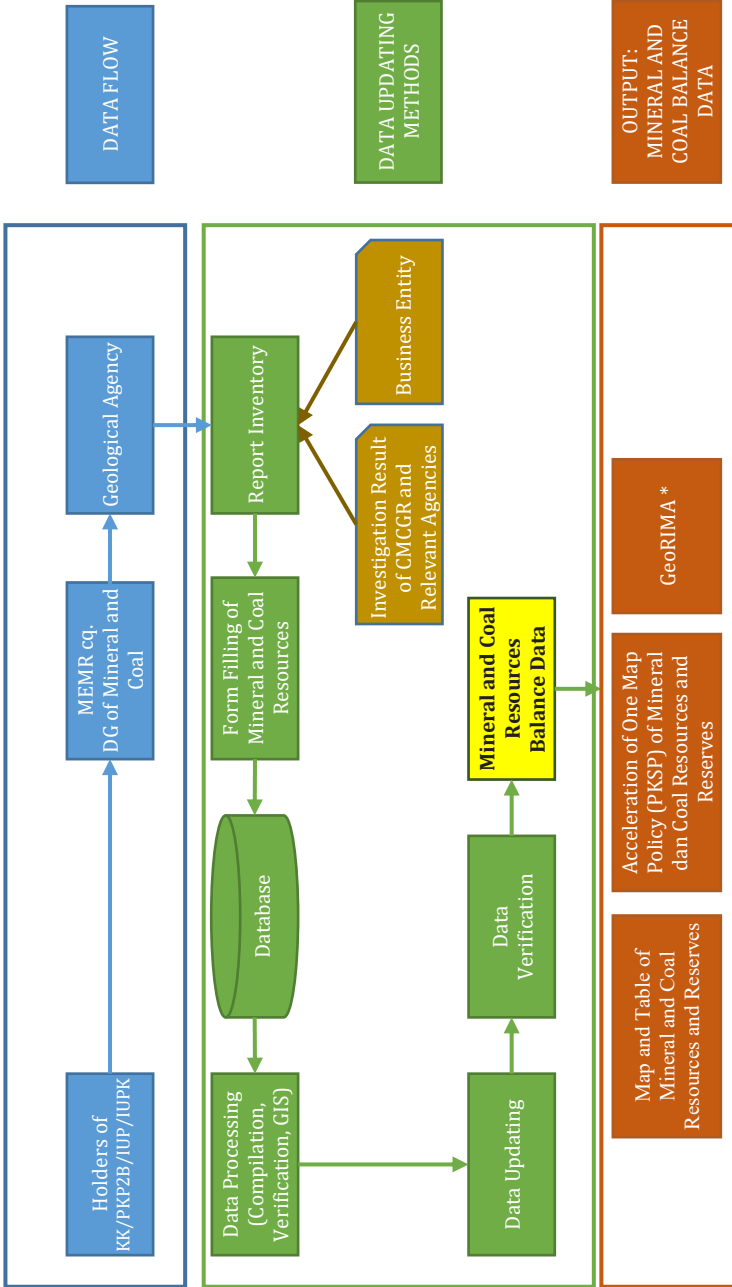 DATA FLOW
Holders of
KK/PKP2B/IUP/IUPK
MEMR cq.
DG of Mineral and
Coal
Geological Agency
DATA UPDATING
METHODS
Report Inventory
Form Filling of
Mineral and Coal
Resources
Database
Data Processing
(Compilation,
Verification, GIS)
Investigation Result
of CMCGR and
Relevant Agencies
Business Entity
Data Updating
Data
Verification
Mineral and Coal
Resources
Balance Data
OUTPUT:
MINERAL AND
COAL BALANCE
DATA
Map and Table of
Mineral and Coal
Resources and Reserves
Acceleration of One Map
Policy (PKSP) of Mineral
dan Coal Resources and
Reserves
GeoRIMA *